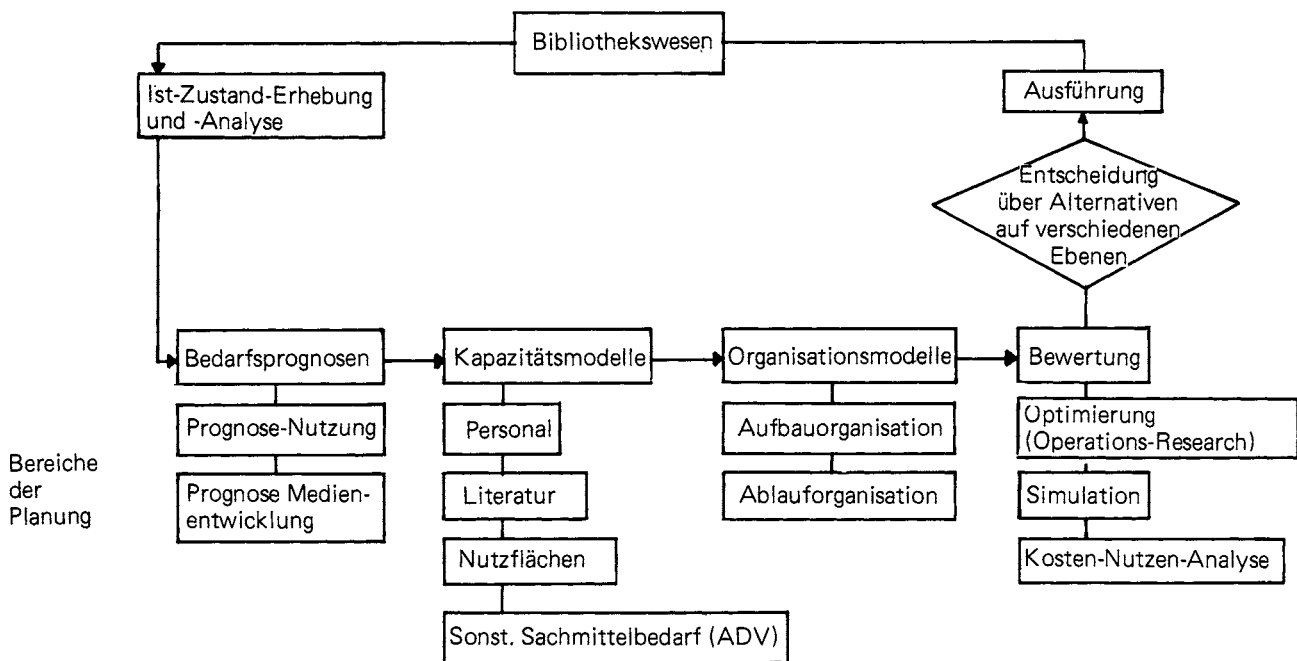 Bibliothekswesen
Ist-Zustand-Erhebung
und -Analyse
Ausführung
Entscheidung
über Alternativen
auf verschiedenen
Ebenen
Bedarfsprognosen
Kapazitätsmodelle
Organisationsmodelle
Bewertung
Prognose-Nutzung
Personal
Aufbauorganisation
Optimierung
(Operations-Research)
Bereiche
der
Planung
Prognose Medien-
entwicklung
Literatur
Ablauforganisation
Simulation
Nutzflächen
Kosten-Nutzen-Analyse
Sonst. Sachmittelbedarf (ADV)